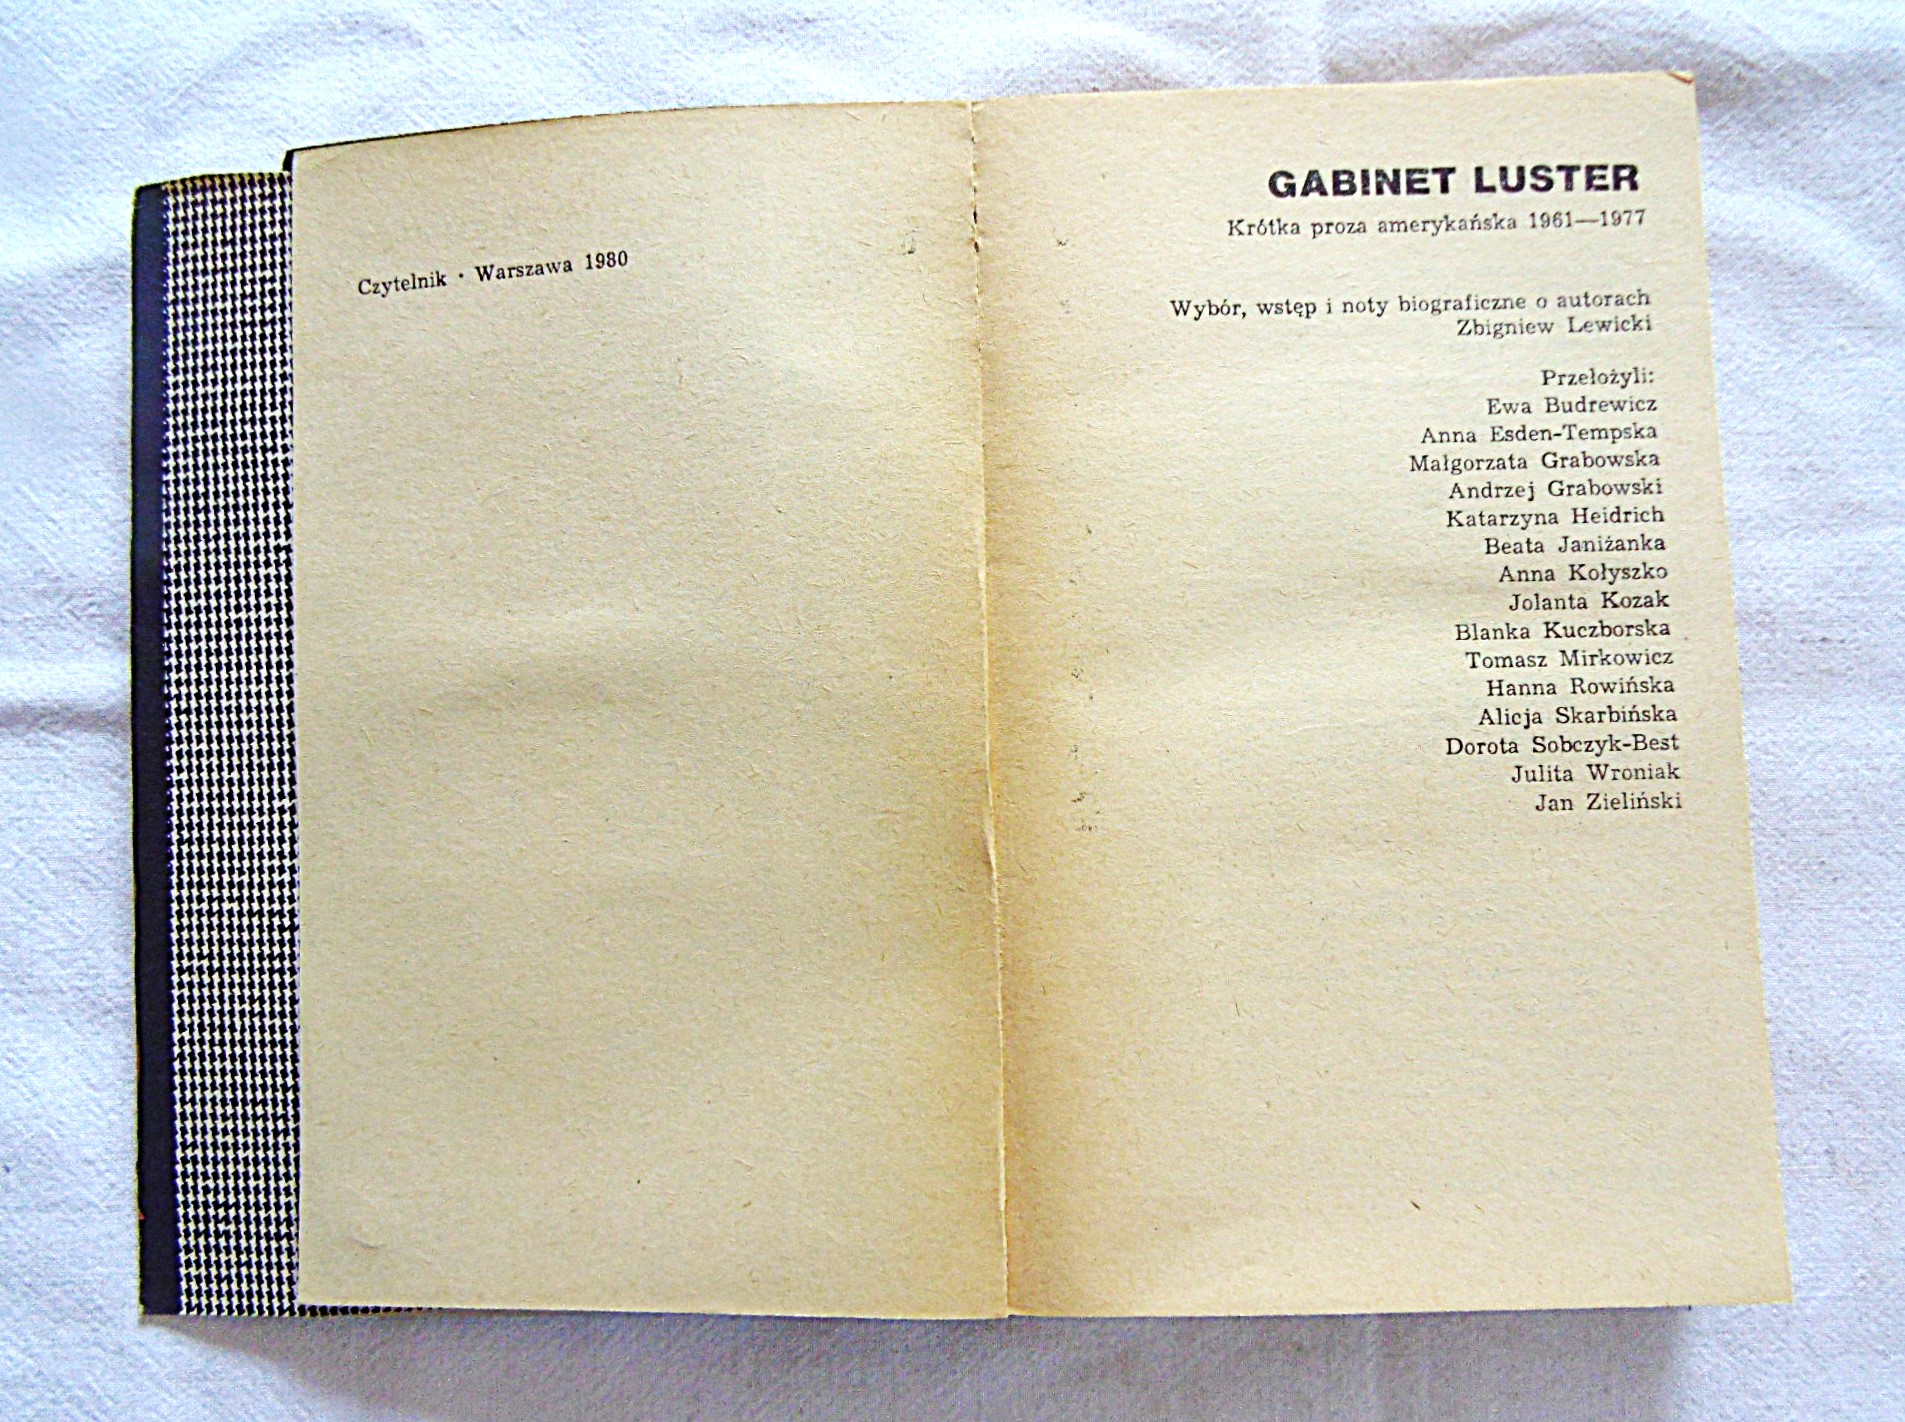 Czytelnik · Warszawa 1980
GABINET LUSTER
Krótka proza amerykańska 1961—1977
Wybór, wstęp i noty biograficzne o autorach
Zbigniew Lewicki
Przełożyli:
Ewa Budrewicz
Anna Esden-Tempska
Małgorzata Grabowska
Andrzej Grabowski
Katarzyna Heidrich
Beata Janiżanka
Anna Kołyszko
Jolanta Kozak
Blanka Kuczborska
Tomasz Mirkowicz
Hanna Rowińska
Alicja Skarbińska
Dorota Sobczyk-Best
Julita Wroniak
Jan Zieliński